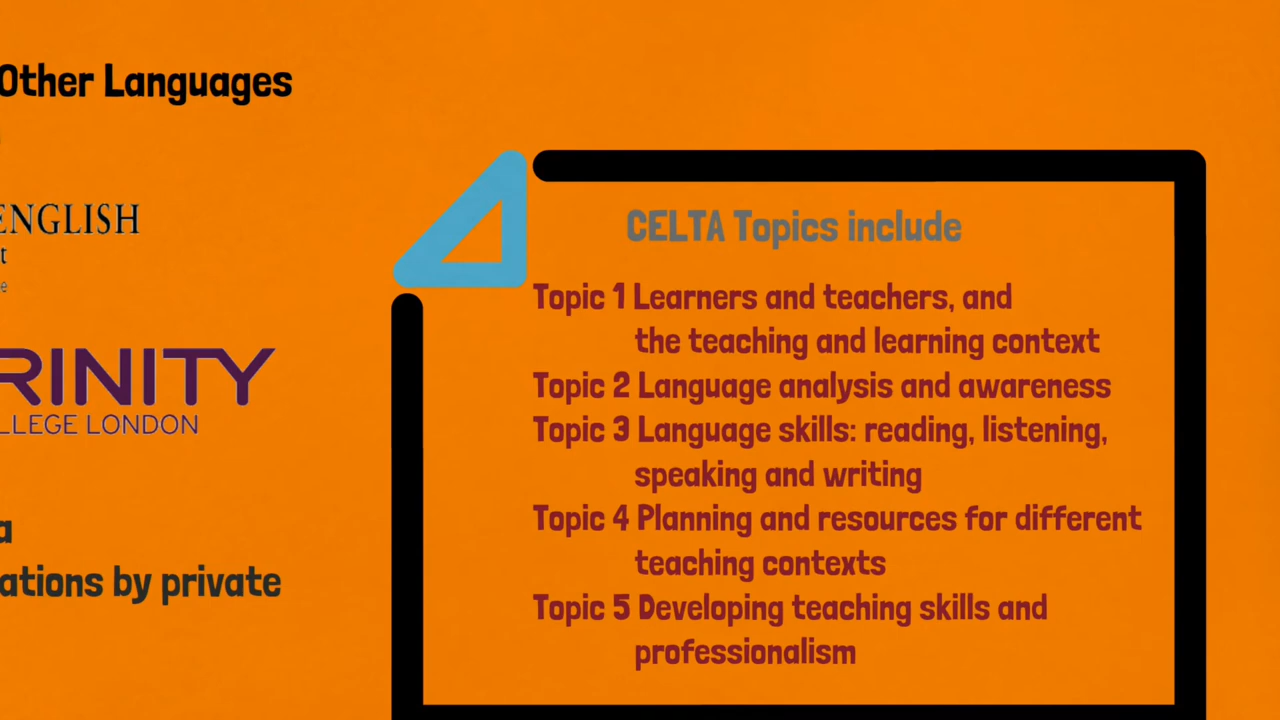 Other Languages
ENGLISH
RINITY
LLEGE LONDON
ations by private
CELTA Topics include
Topic 1 Learners and teachers, and
the teaching and learning context
Topic 2 Language analysis and awareness
Topic 3 Language skills: reading, listening,
speaking and writing
Topic 4 Planning and resources for different
teaching contexts
Topic 5 Developing teaching skills and
professionalism